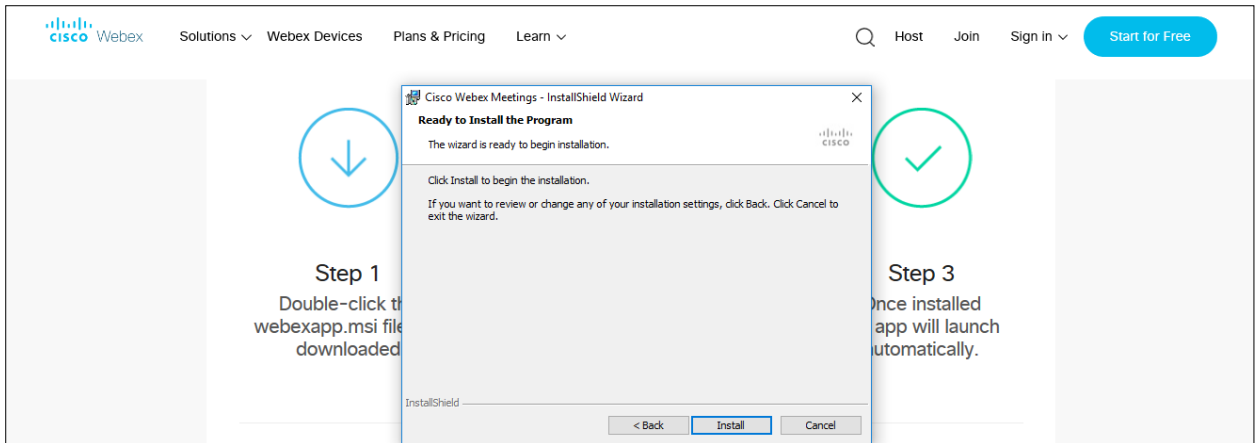 CISCO Webex Solutions Webex Devices Plans & Pricing Learn Host Join Sign in Start for Free
Cisco Webex Meetings - InstallShield Wizard
Ready to Install the Program
The wizard is ready to begin installation.
CISCO
Click Install to begin the installation.
If you want to review or change any of your installation settings, click Back. Click Cancel to
exit the wizard.
InstallShield
< Back Install Cancel
Step 1
Double-click
webexapp.msi file
downloaded
Step 3
installed
app will launch
automatically.